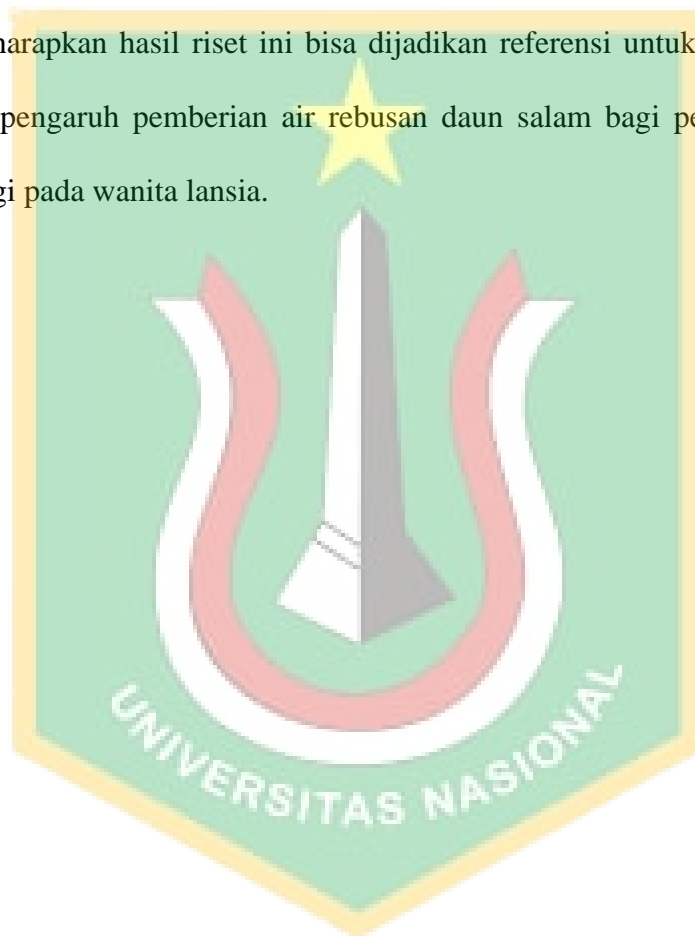 arapkan hasil riset ini bisa dijadikan referensi untuk
pengaruh pemberian air rebusan daun salam bagi pe
gi pada wanita lansia.
UNIVERSITAS NASIONAL